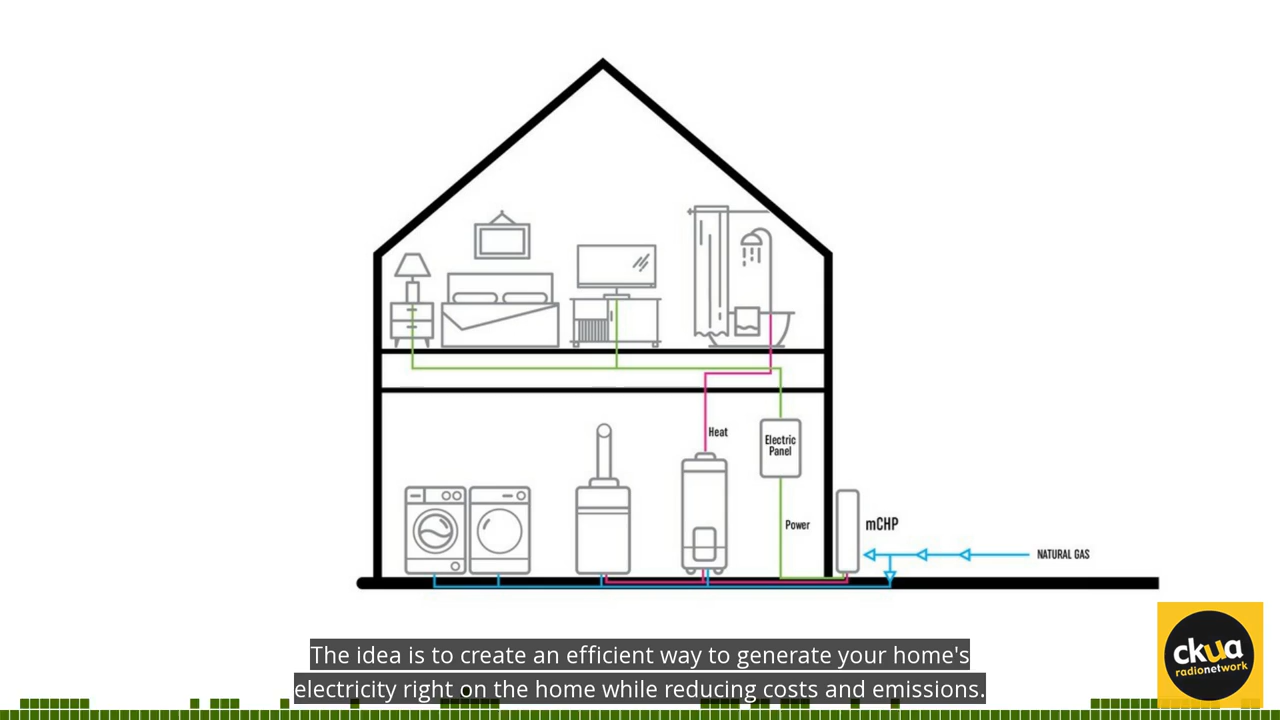 Heat
Electric
Panel
Power
mCHP
NATURAL GAS
ckua
radionetwork
The idea is to create an efficient way to generate your home's
electricity right on the home while reducing costs and emissions.